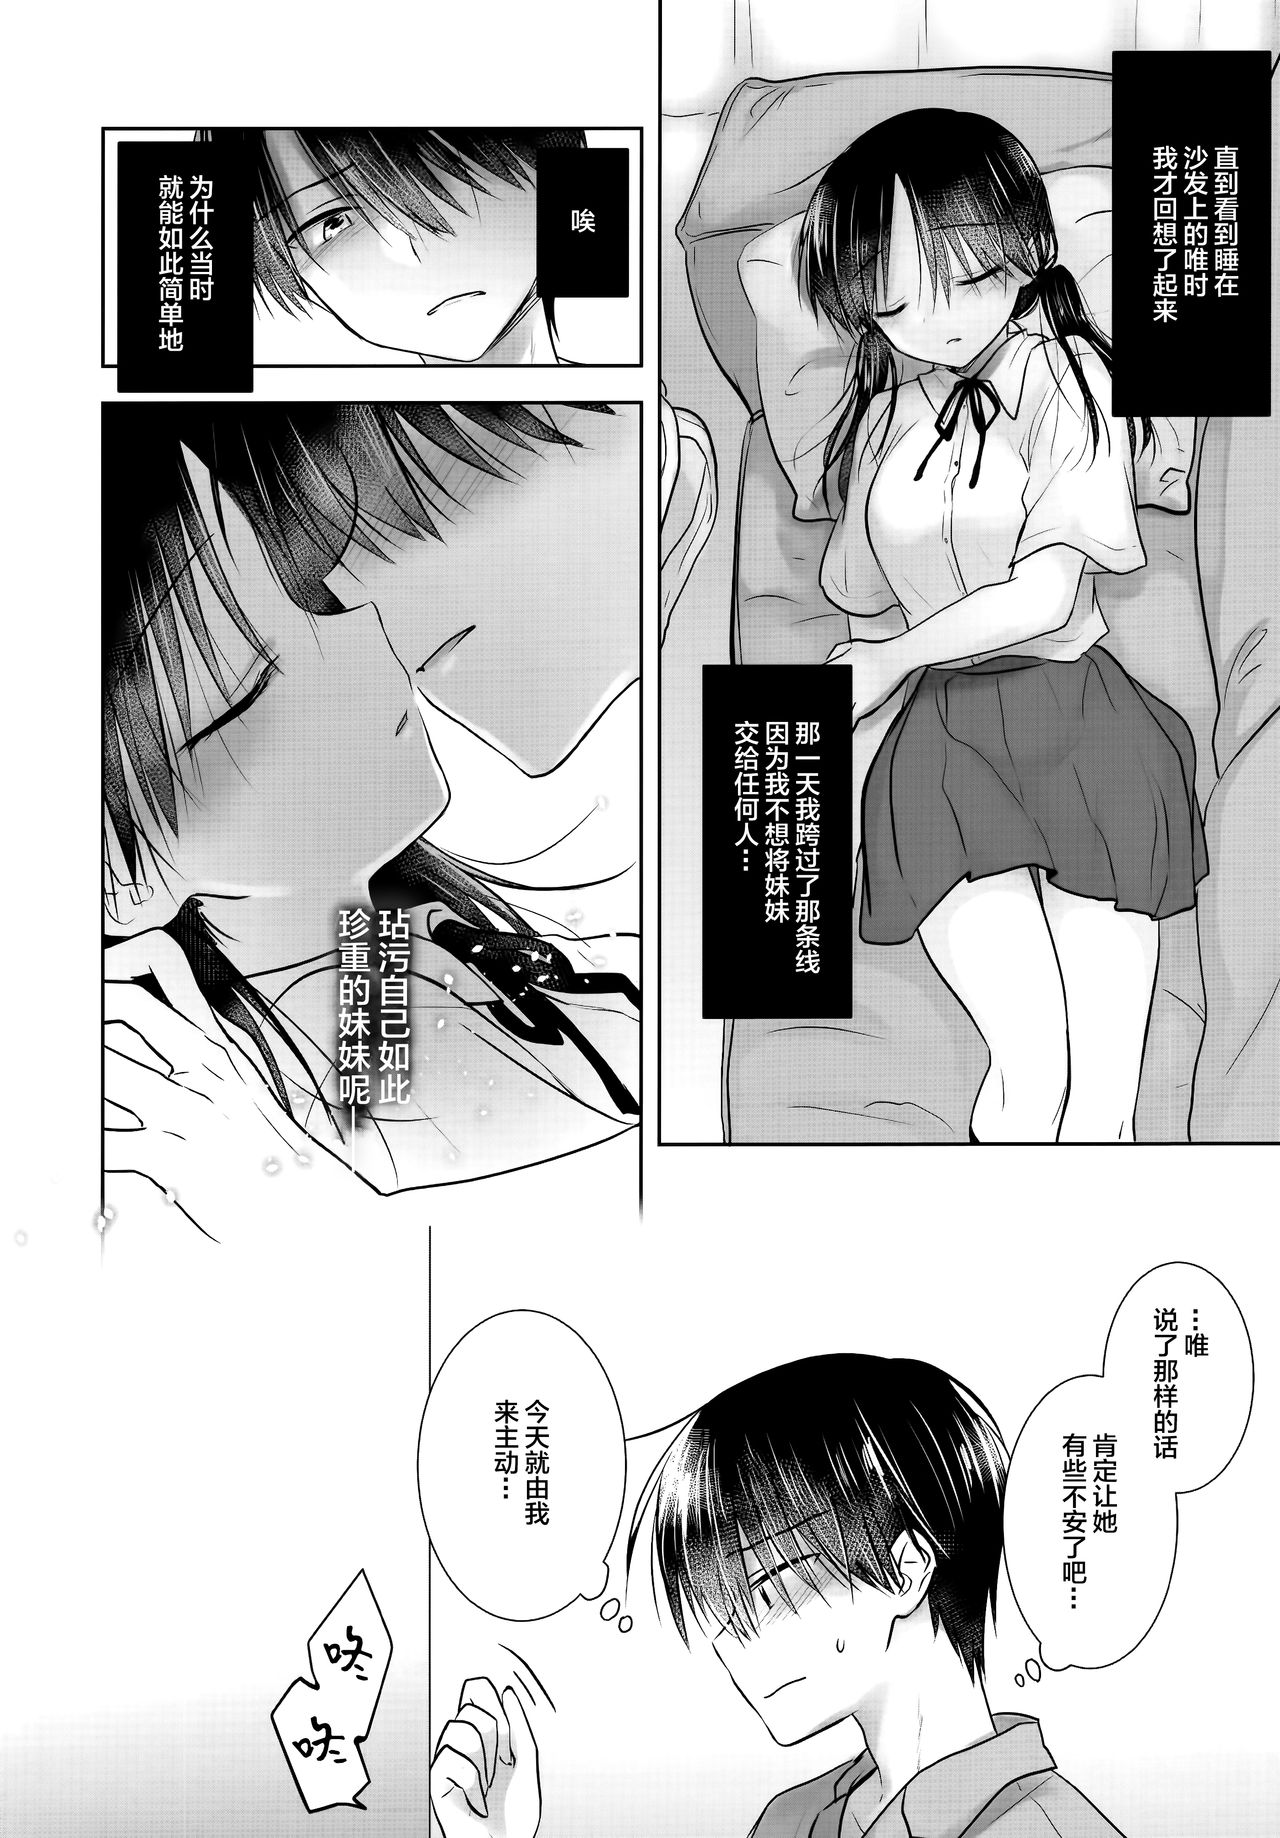 直到看到睡在
沙发上的唯时
我才回想了起来
那一天我跨过了那条线
因为我不想将妹妹
交给任何人…
唉
为什么当时
就能如此简单地
玷污自己如此
珍重的妹妹呢—
…唯
说了那样的话
肯定让她
有些不安了吧…
今天就由我
来主动…
咚
咚